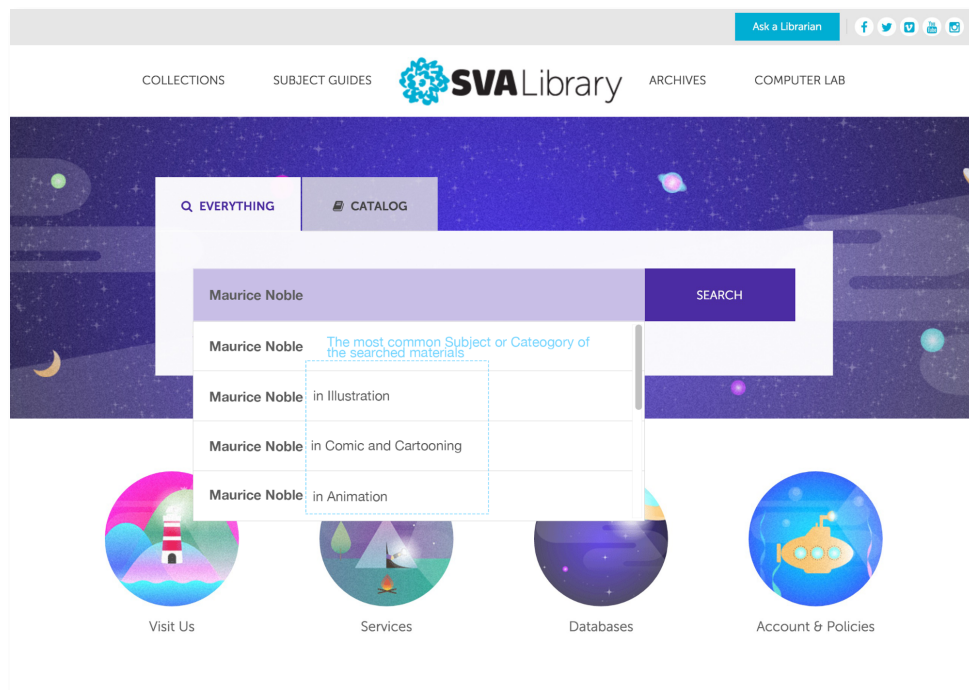 Ask a Librarian
You Tube
COLLECTIONS
SUBJECT GUIDES
SVA Library
ARCHIVES
COMPUTER LAB
EVERYTHING
CATALOG
Maurice Noble
SEARCH
Maurice Noble
The most common Subject or Cateogory of
the searched materials
Maurice Noble in Illustration
Maurice Noble in Comic and Cartooning
Maurice Noble in Animation
Visit Us
Services
Databases
Account & Policies